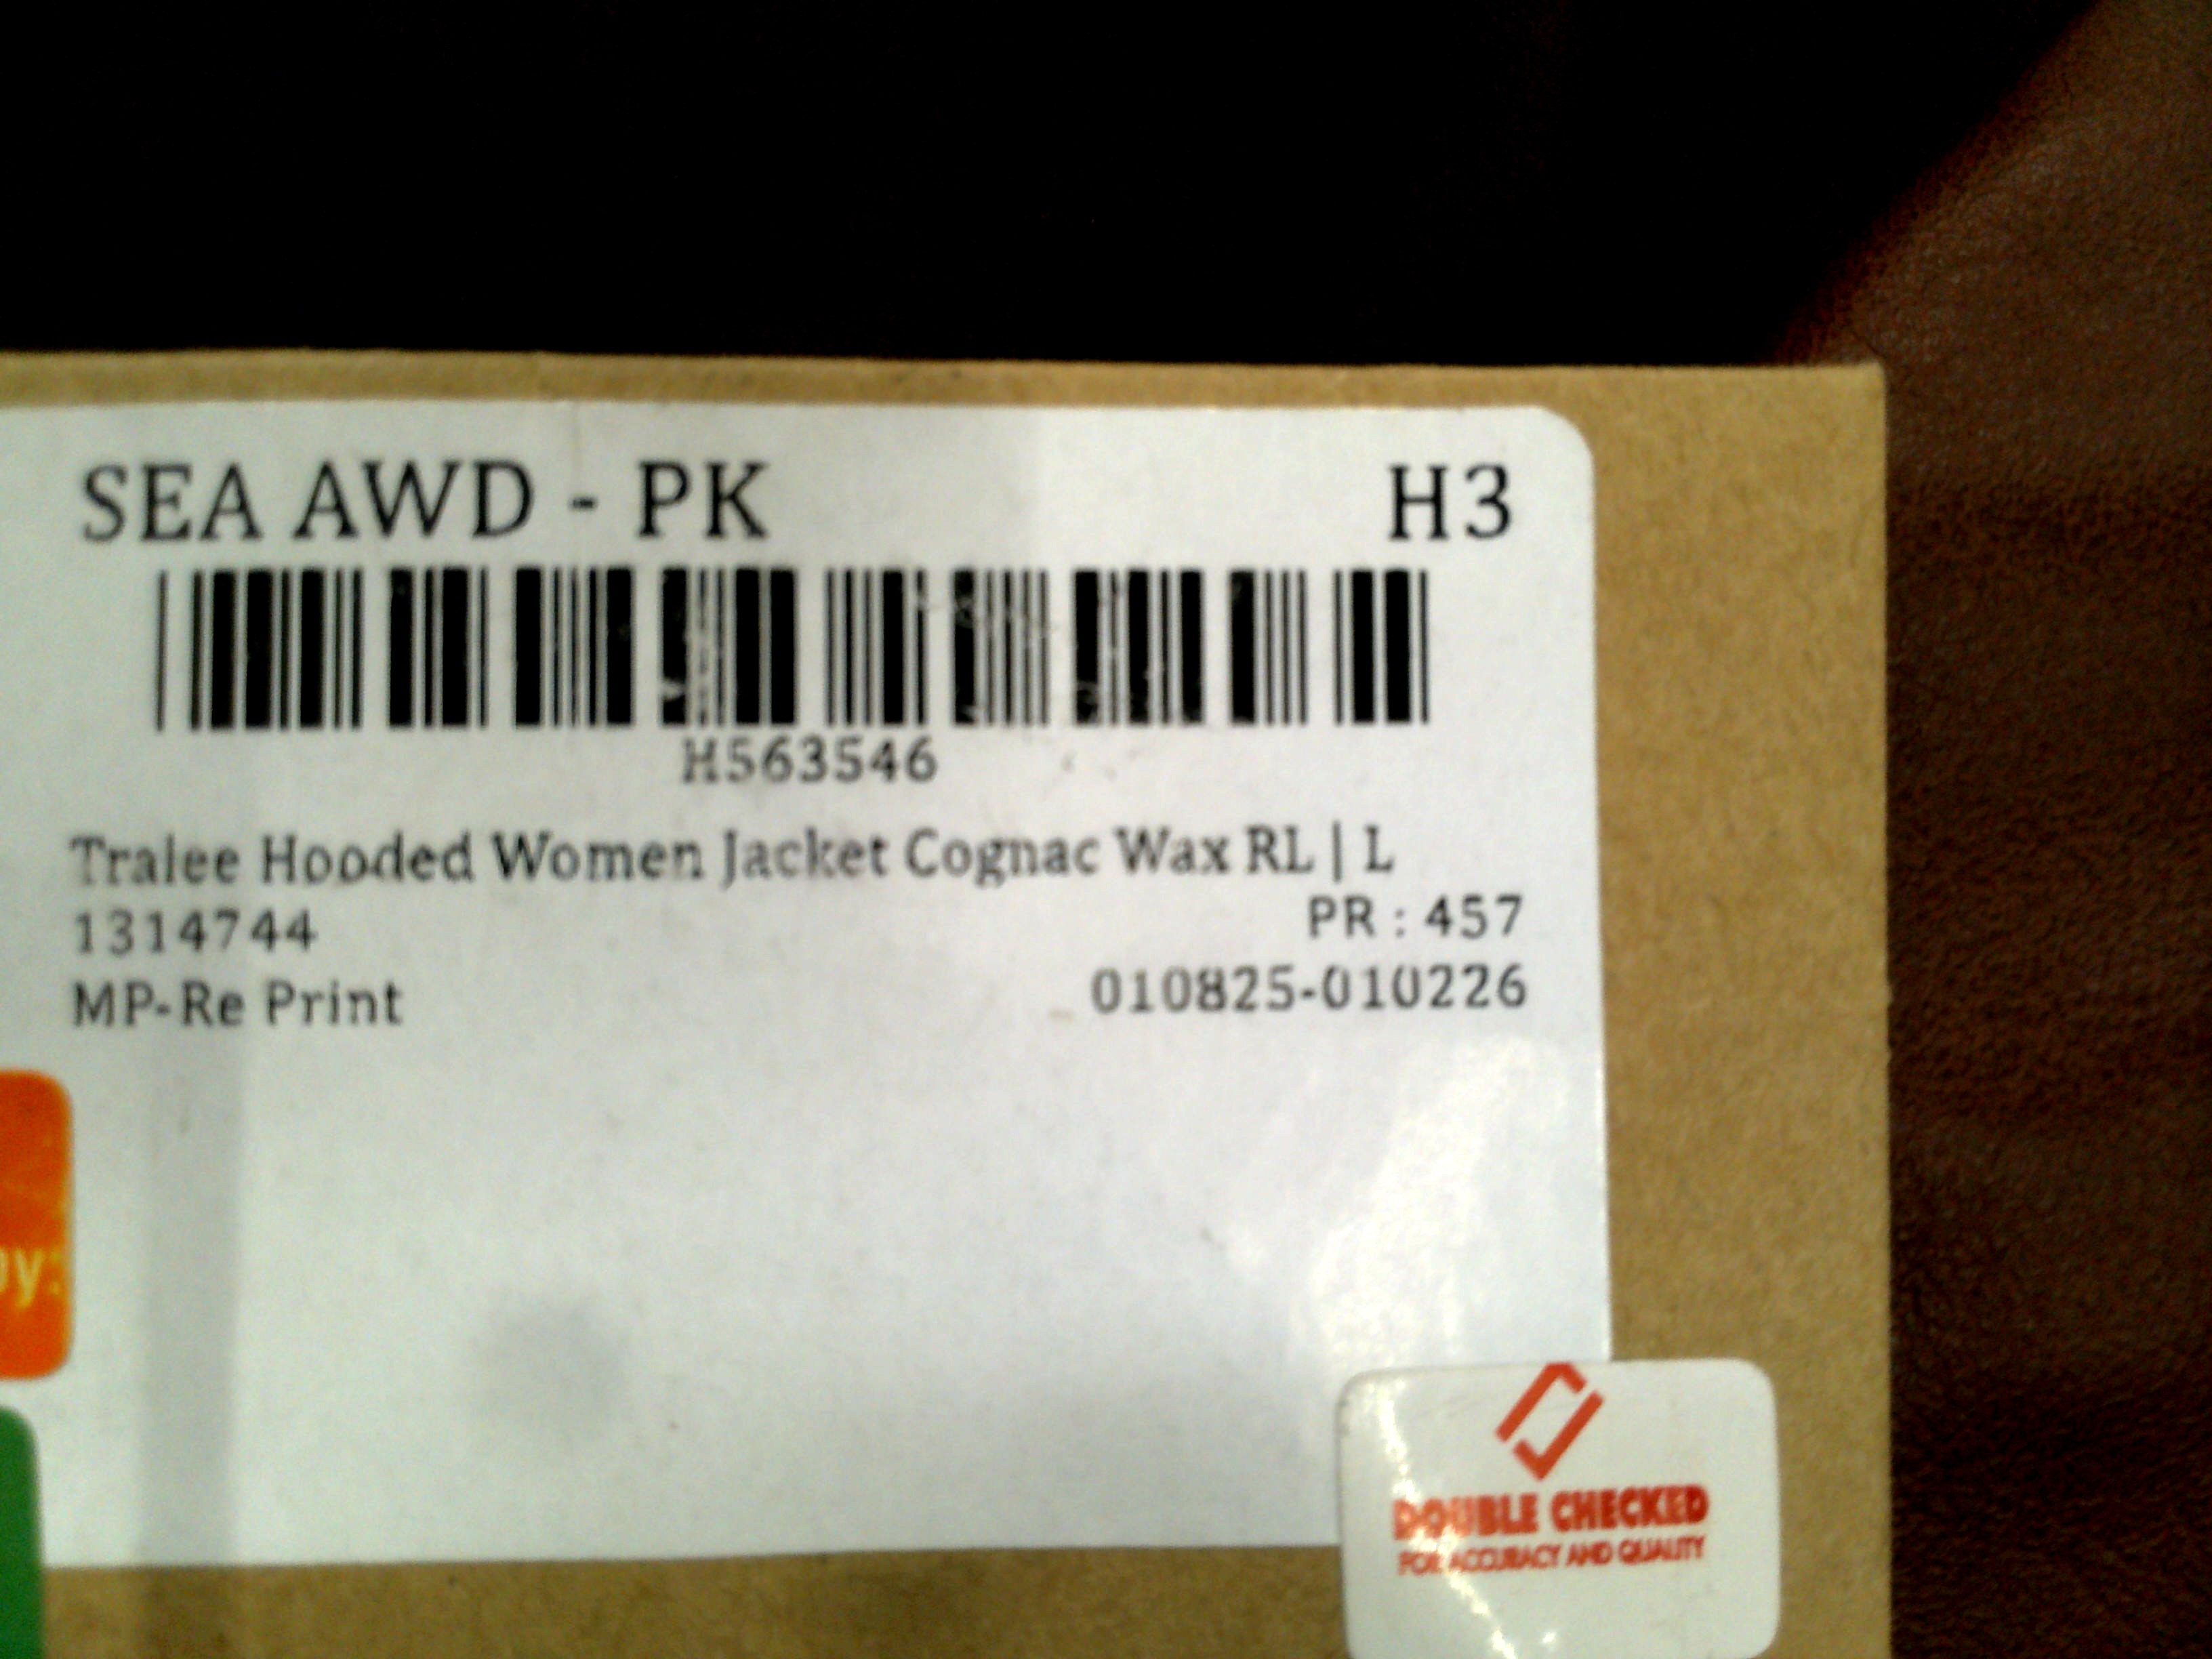 SEA AWD - PK H3
H563546
Tralee Hooded Women Jacket Cognac Wax RL | L
1314744 PR : 457
MP-Re Print 010825-010226
DOUBLE CHECKED
FOR ACCURACY AND QUALITY